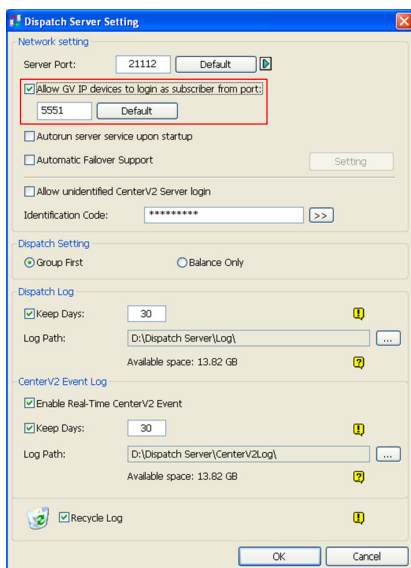 Dispatch Server Setting
Network setting
Server Port: 21112 Default
Allow GV IP devices to login as subscriber from port:
5551 Default
Autorun server service upon startup
Automatic Failover Support Setting
Allow unidentified CenterV2 Server login
Identification Code: ********* >>
Dispatch Setting
Group First Balance Only
Dispatch Log
Keep Days: 30
Log Path: D:\Dispatch Server\Log\ ...
Available space: 13.82 GB
CenterV2 Event Log
Enable Real-Time CenterV2 Event
Keep Days: 30
Log Path: D:\Dispatch Server\CenterV2Log\ ...
Available space: 13.82 GB
Recycle Log
OK Cancel